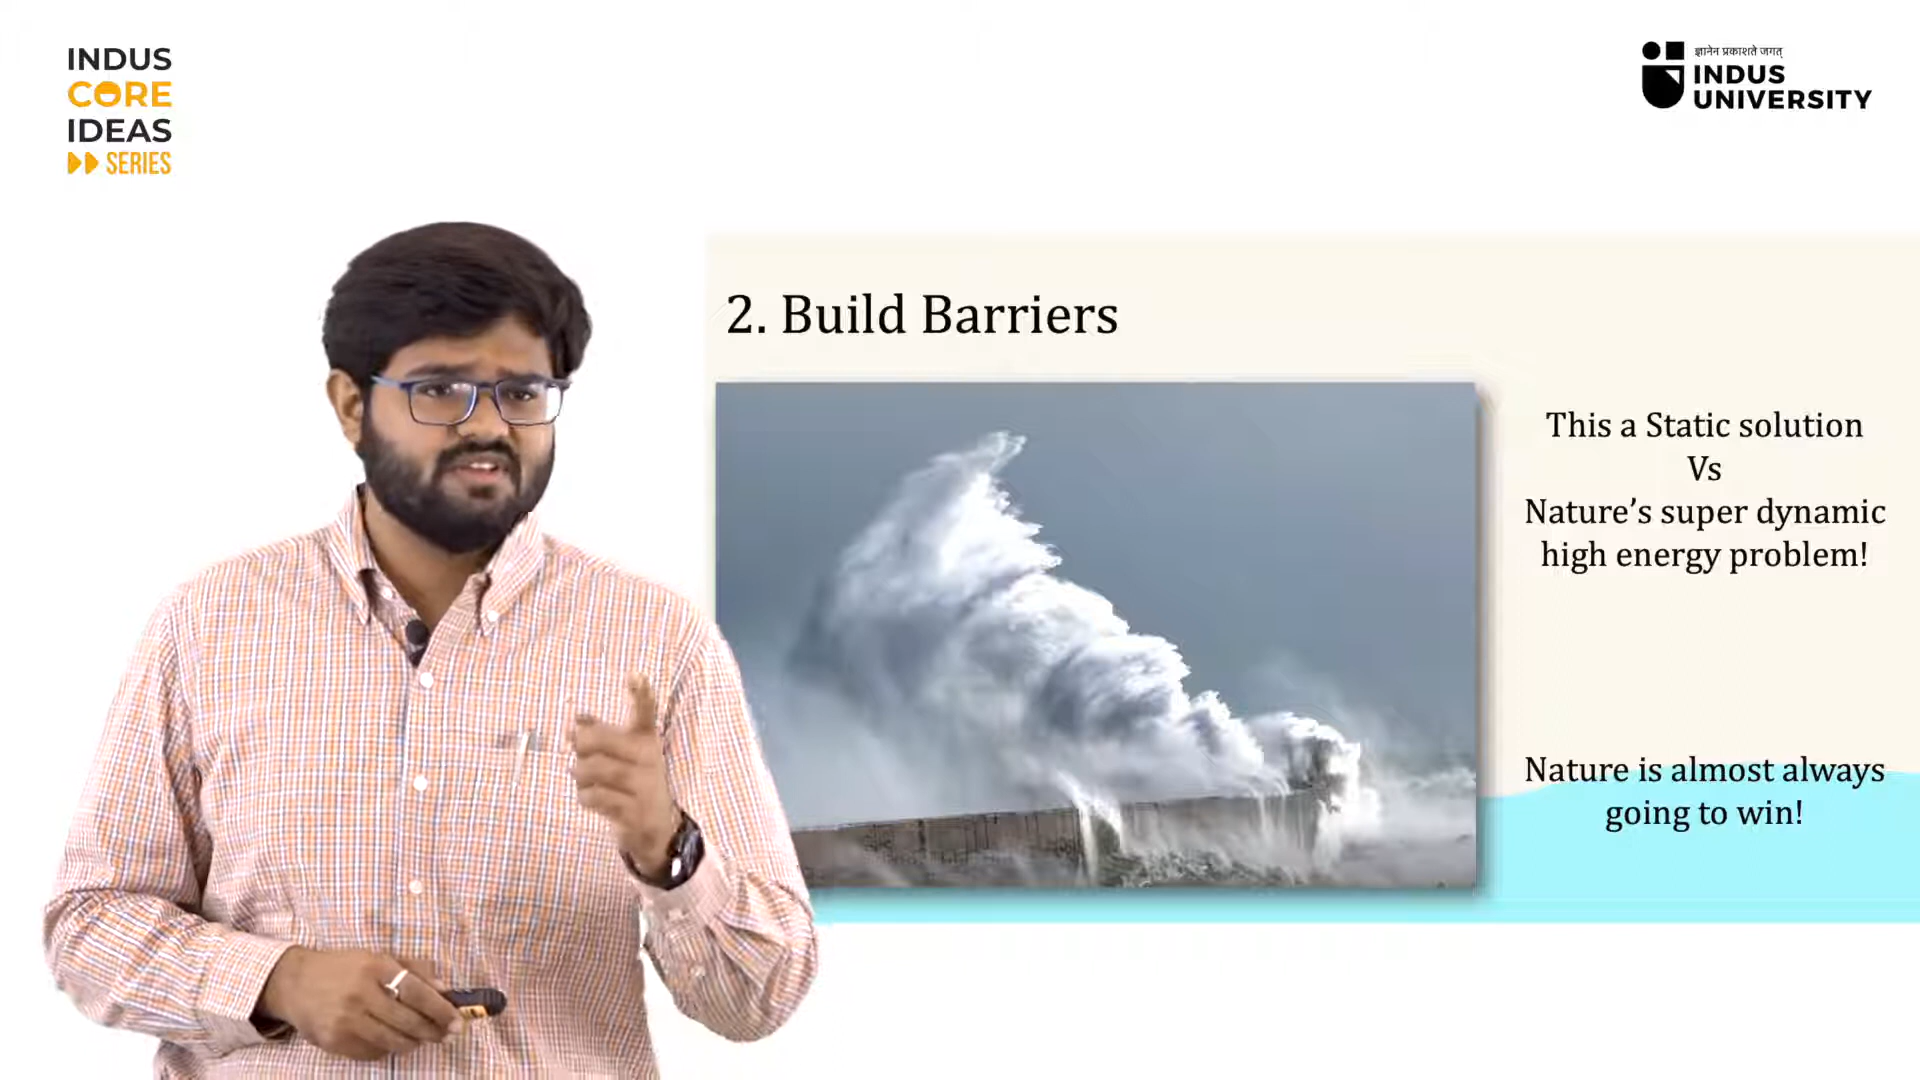 INDUS
CORE
IDEAS
SERIES
ज्ञानेन प्रकाशते जगत्
INDUS
UNIVERSITY
2. Build Barriers
This a Static solution
Vs
Nature’s super dynamic
high energy problem!
Nature is almost always
going to win!